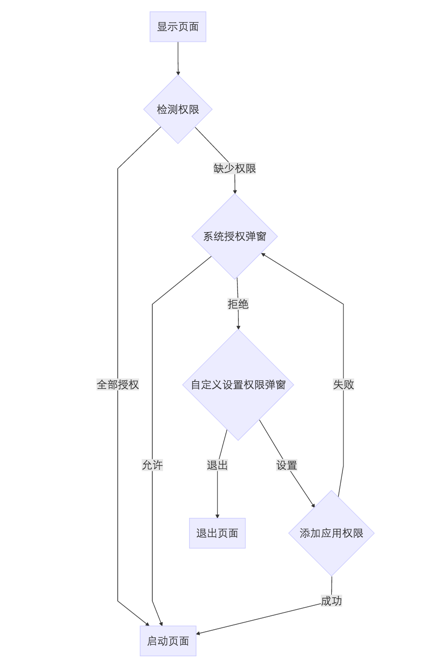 显示页面
检测权限
缺少权限
系统授权弹窗
拒绝
自定义设置权限弹窗
失败
全部授权
允许
退出
设置
退出页面
添加应用权限
成功
启动页面